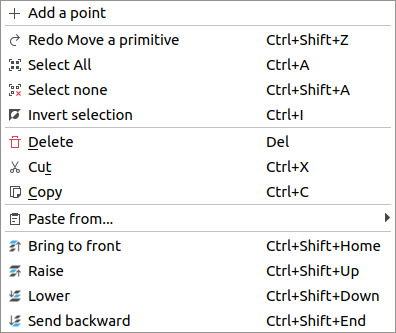 Add a point
Redo Move a primitive Ctrl+Shift+Z
Select All Ctrl+A
Select none Ctrl+Shift+A
Invert selection Ctrl+I
Delete Del
Cut Ctrl+X
Copy Ctrl+C
Paste from...
Bring to front Ctrl+Shift+Home
Raise Ctrl+Shift+Up
Lower Ctrl+Shift+Down
Send backward Ctrl+Shift+End